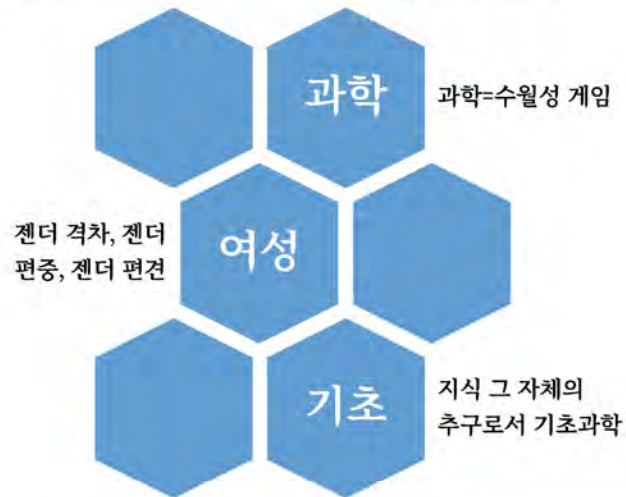 과학
과학=수월성 게임
젠더 격차, 젠더
편중, 젠더 편견
여성
기초
지식 그 자체의
추구로서 기초과학